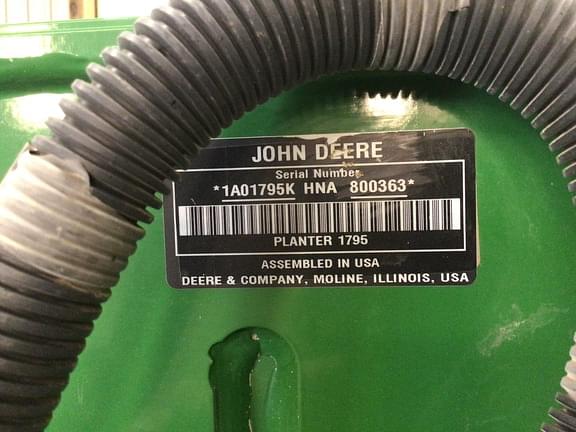 JOHN DEERE
Serial Number
*1A01795K HNA 800363*
PLANTER 1795
ASSEMBLED IN USA
DEERE & COMPANY, MOLINE, ILLINOIS, USA